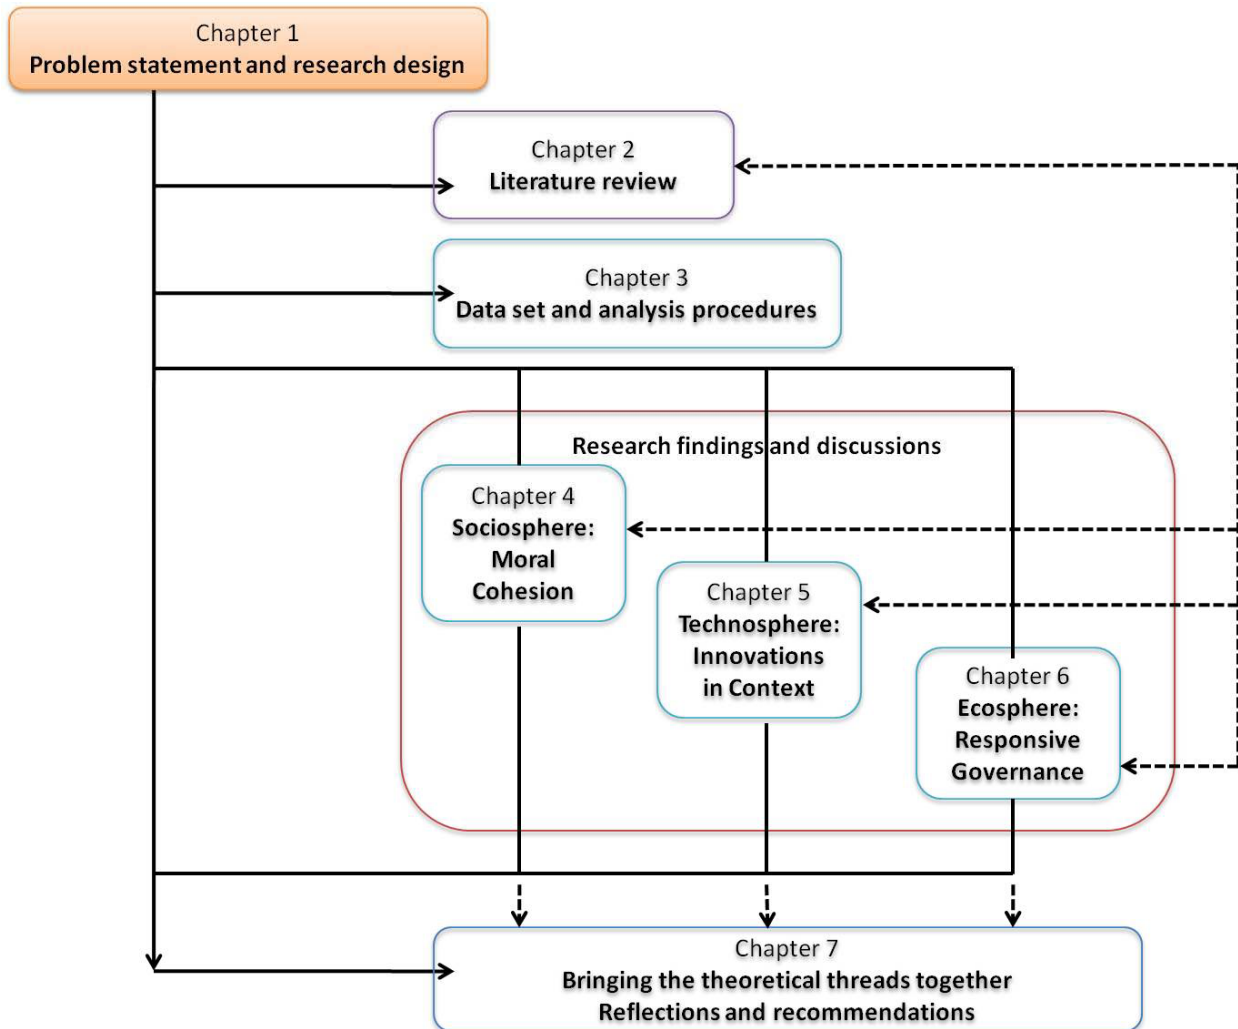 Chapter 1
Problem statement and research design
Chapter 2
Literature review
Chapter 3
Data set and analysis procedures
Research findings and discussions
Chapter 4
Sociosphere:
Moral
Cohesion
Chapter 5
Technosphere:
Innovations
in Context
Chapter 6
Ecosphere:
Responsive
Governance
Chapter 7
Bringing the theoretical threads together
Reflections and recommendations